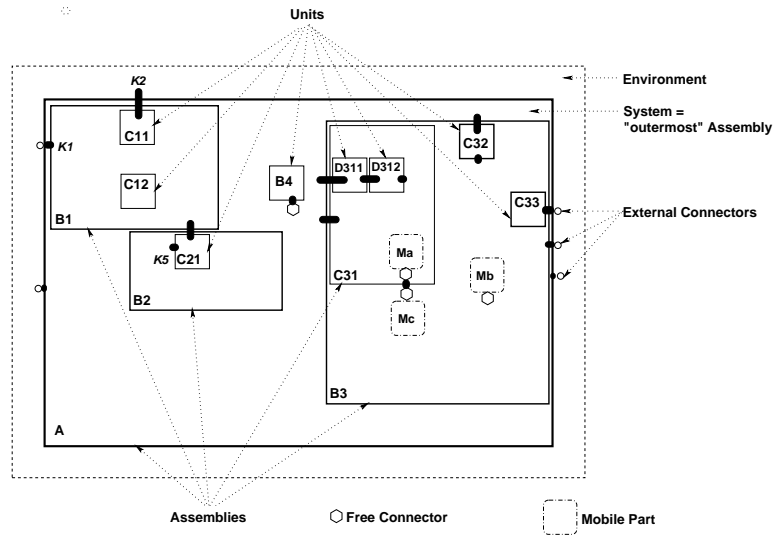 Units
K2
Environment
System =
"outermost" Assembly
C11
C32
K1
D311
D312
C12
B4
C33
B1
External Connectors
Ma
K5
C21
C31
Mb
B2
Mc
B3
A
Assemblies
Free Connector
Mobile Part